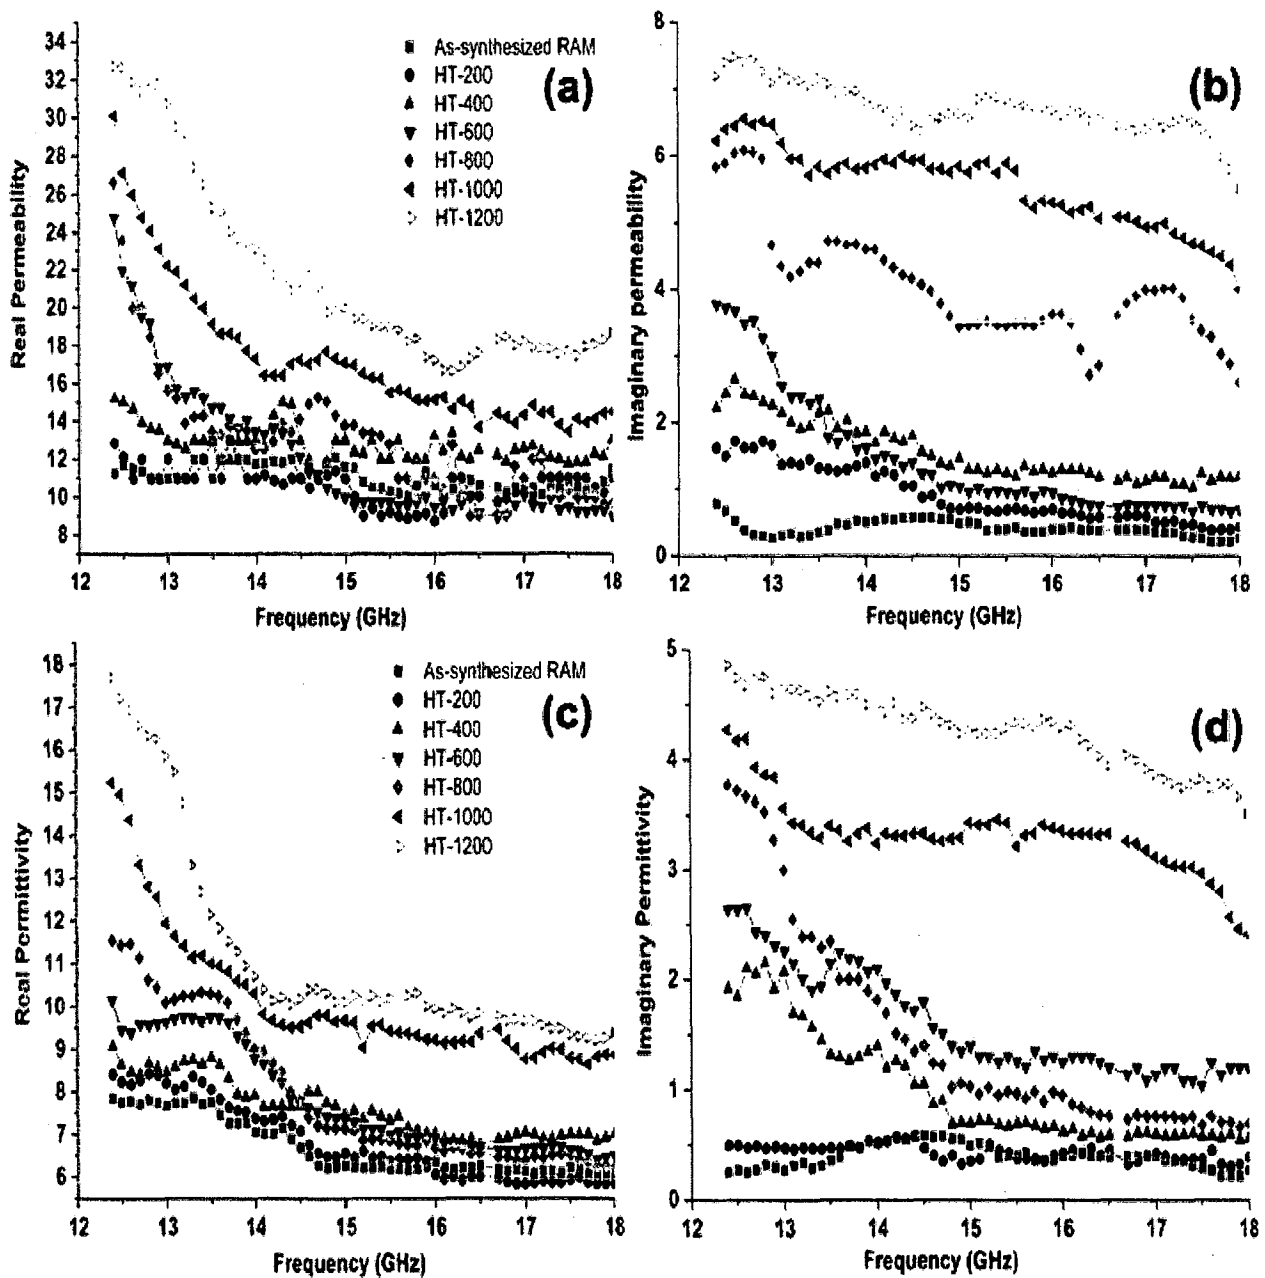 34
32
30
28
26
24
22
20
18
16
14
12
10
8
Real Permeability
As-synthesized RAM
HT-200
HT-400
HT-600
HT-800
HT-1000
HT-1200
(a)
12 13 14 15 16 17 18
Frequency (GHz)
8
6
4
2
0
Imaginary permeability
(b)
12 13 14 15 16 17 18
Frequency (GHz)
18
17
16
15
14
13
12
11
10
9
8
7
6
Real Permittivity
As-synthesized RAM
HT-200
HT-400
HT-600
HT-800
HT-1000
HT-1200
(c)
12 13 14 15 16 17 18
Frequency (GHz)
5
4
3
2
1
0
Imaginary Permittivity
(d)
12 13 14 15 16 17 18
Frequency (GHz)